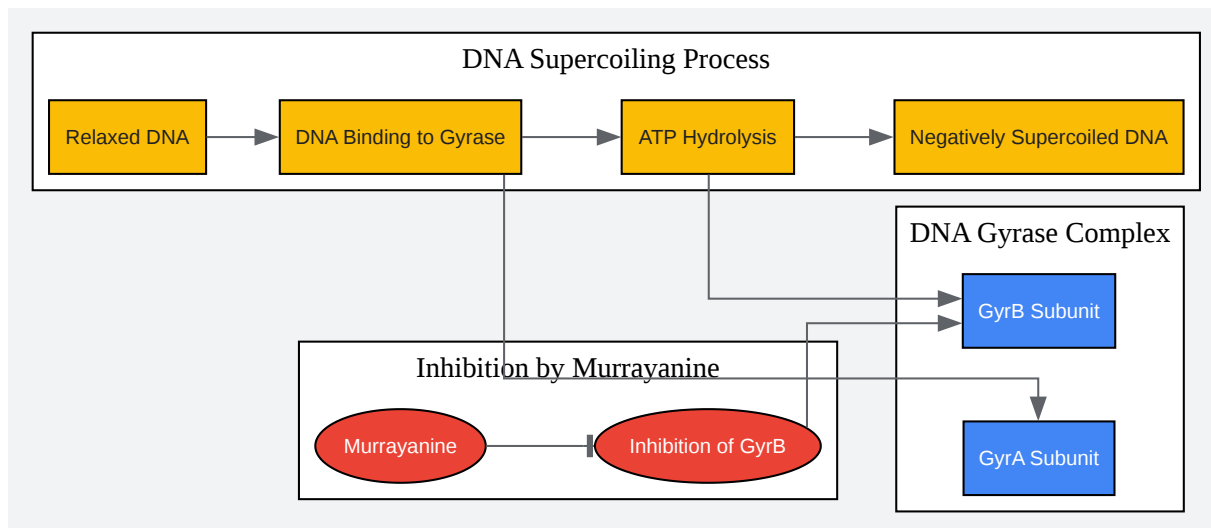 DNA Supercoiling Process
Relaxed DNA
DNA Binding to Gyrase
ATP Hydrolysis
Negatively Supercoiled DNA
DNA Gyrase Complex
GyrB Subunit
Inhibition by Murrayanine
Murrayanine
Inhibition of GyrB
GyrA Subunit